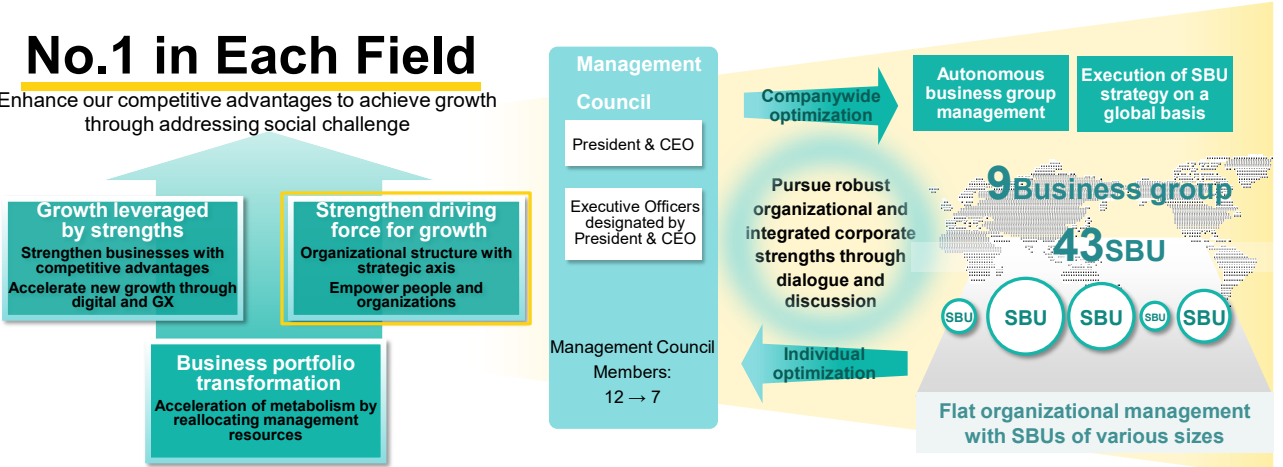 No.1 in Each Field
Enhance our competitive advantages to achieve growth
through addressing social challenge
Growth leveraged
by strengths
Strengthen businesses with
competitive advantages
Accelerate new growth through
digital and GX
Strengthen driving
force for growth
Organizational structure with
strategic axis
Empower people and
organizations
Business portfolio
transformation
Acceleration of metabolism by
reallocating management
resources
Management
Council
President & CEO
Executive Officers
designated by
President & CEO
Management Council
Members:
12 → 7
Companywide
optimization
Pursue robust
organizational and
integrated corporate
strengths through
dialogue and
discussion
Individual
optimization
Autonomous
business group
management
Execution of SBU
strategy on a
global basis
9Business group
43SBU
SBU
SBU
SBU
SBU
SBU
Flat organizational management
with SBUs of various sizes